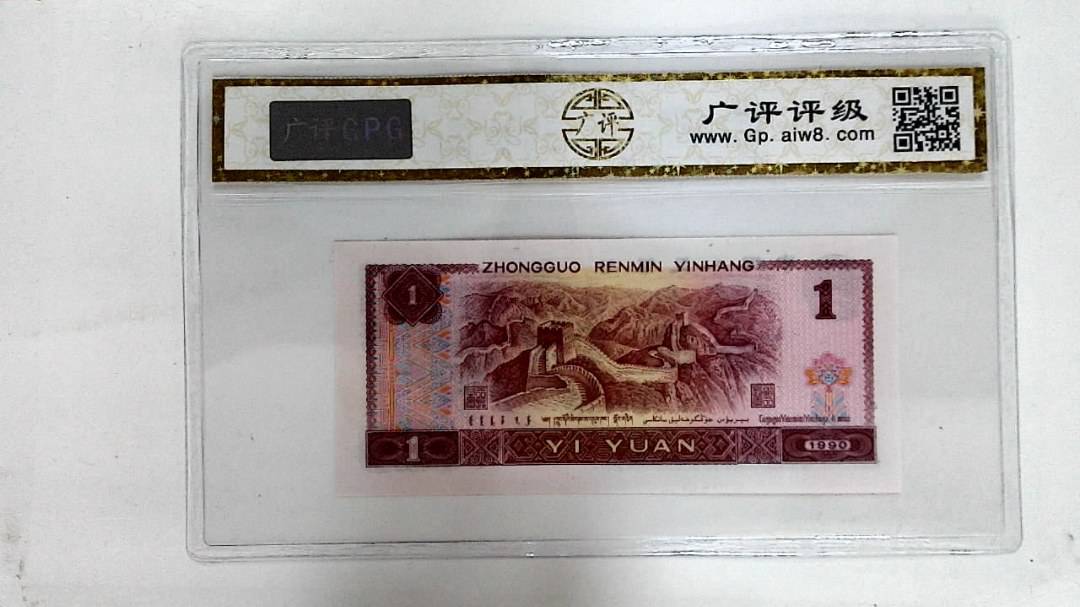 广评GPG
广评
广评评级
www.Gp.aiw8.com
ZHONGGUO RENMIN YINHANG
1
1
1
YI YUAN
1990